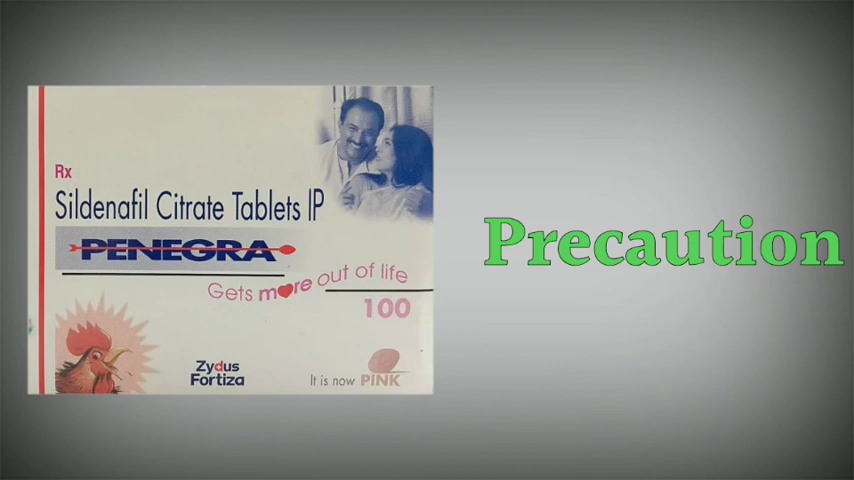 Rx
Sildenafil Citrate Tablets IP
PENEGRA
Gets more out of life
100
Zydus
Fortiza
It is now PINK
Precaution